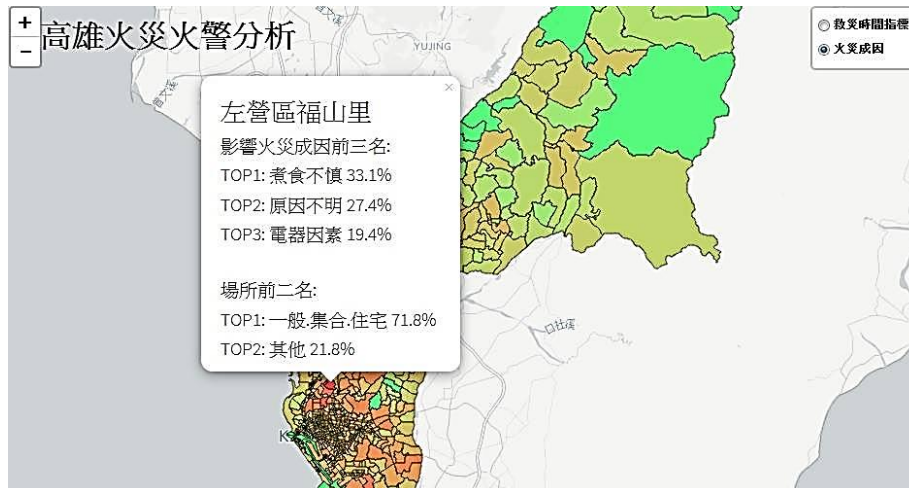 +
−
高雄火災火警分析
YUJING
救災時間指標
火災成因
×
左營區福山里
影響火災成因前三名:
TOP1: 煮食不慎 33.1%
TOP2: 原因不明 27.4%
TOP3: 電器因素 19.4%
場所前二名:
TOP1: 一般.集合.住宅 71.8%
TOP2: 其他 21.8%
口社溪